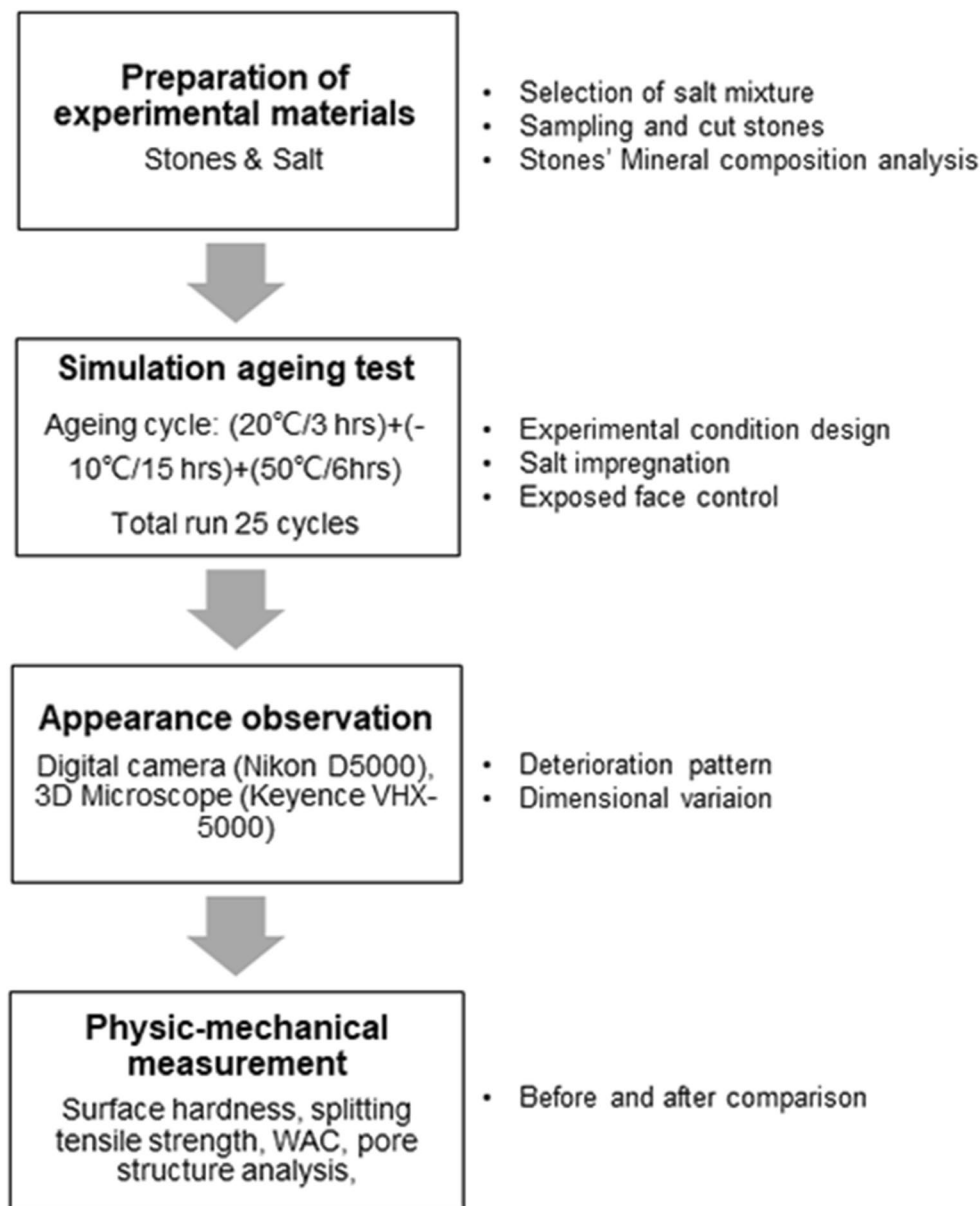 Preparation of
experimental materials
Stones & Salt
• Selection of salt mixture
• Sampling and cut stones
• Stones' Mineral composition analysis
Simulation ageing test
Ageing cycle: (20℃/3 hrs)+(-
10℃/15 hrs)+(50℃/6hrs)
Total run 25 cycles
• Experimental condition design
• Salt impregnation
• Exposed face control
Appearance observation
Digital camera (Nikon D5000),
3D Microscope (Keyence VHX-
5000)
• Deterioration pattern
• Dimensional variaion
Physic-mechanical
measurement
Surface hardness, splitting
tensile strength, WAC, pore
structure analysis,
• Before and after comparison